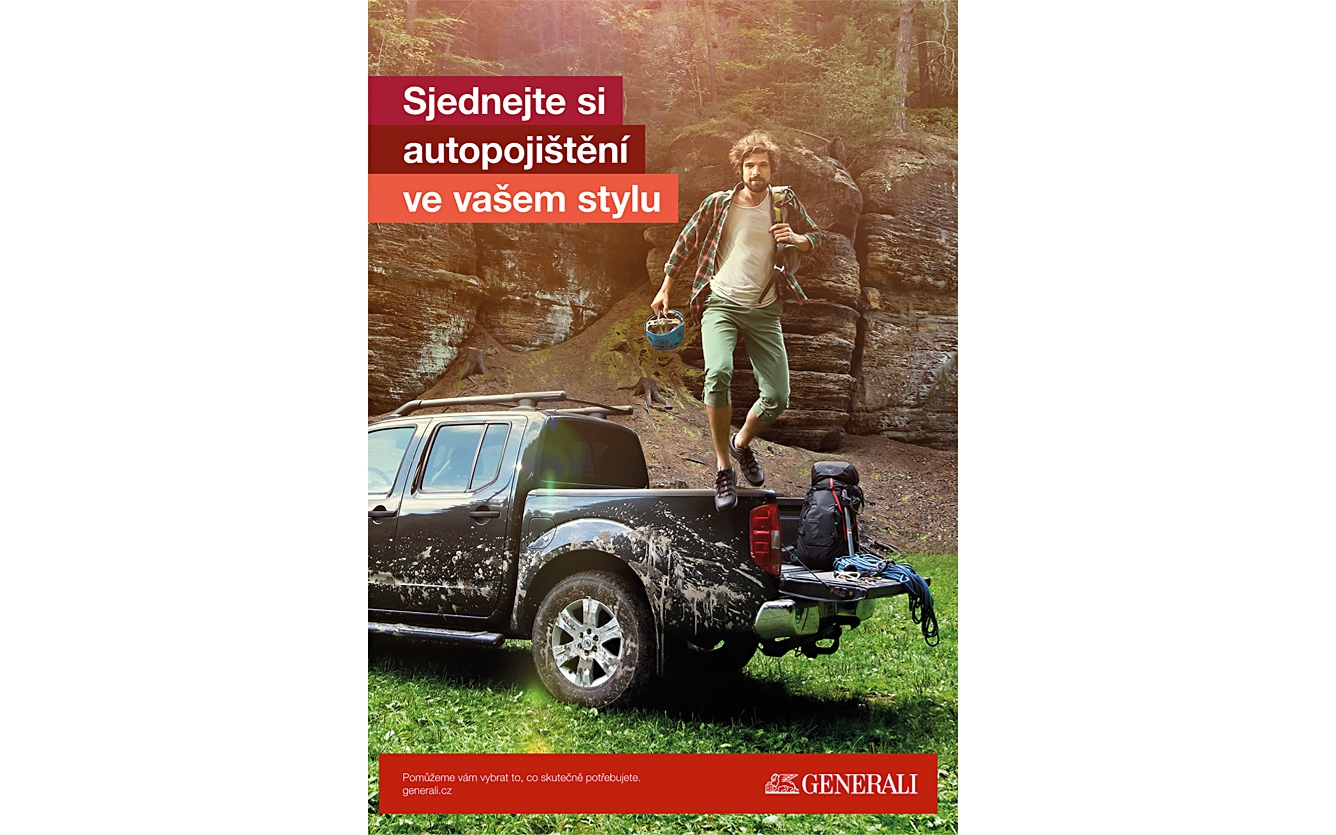 Sjednejte si
autopojištění
ve vašem stylu
Pomůžeme vám vybrat to, co skutečně potřebujete.
generali.cz
GENERALI